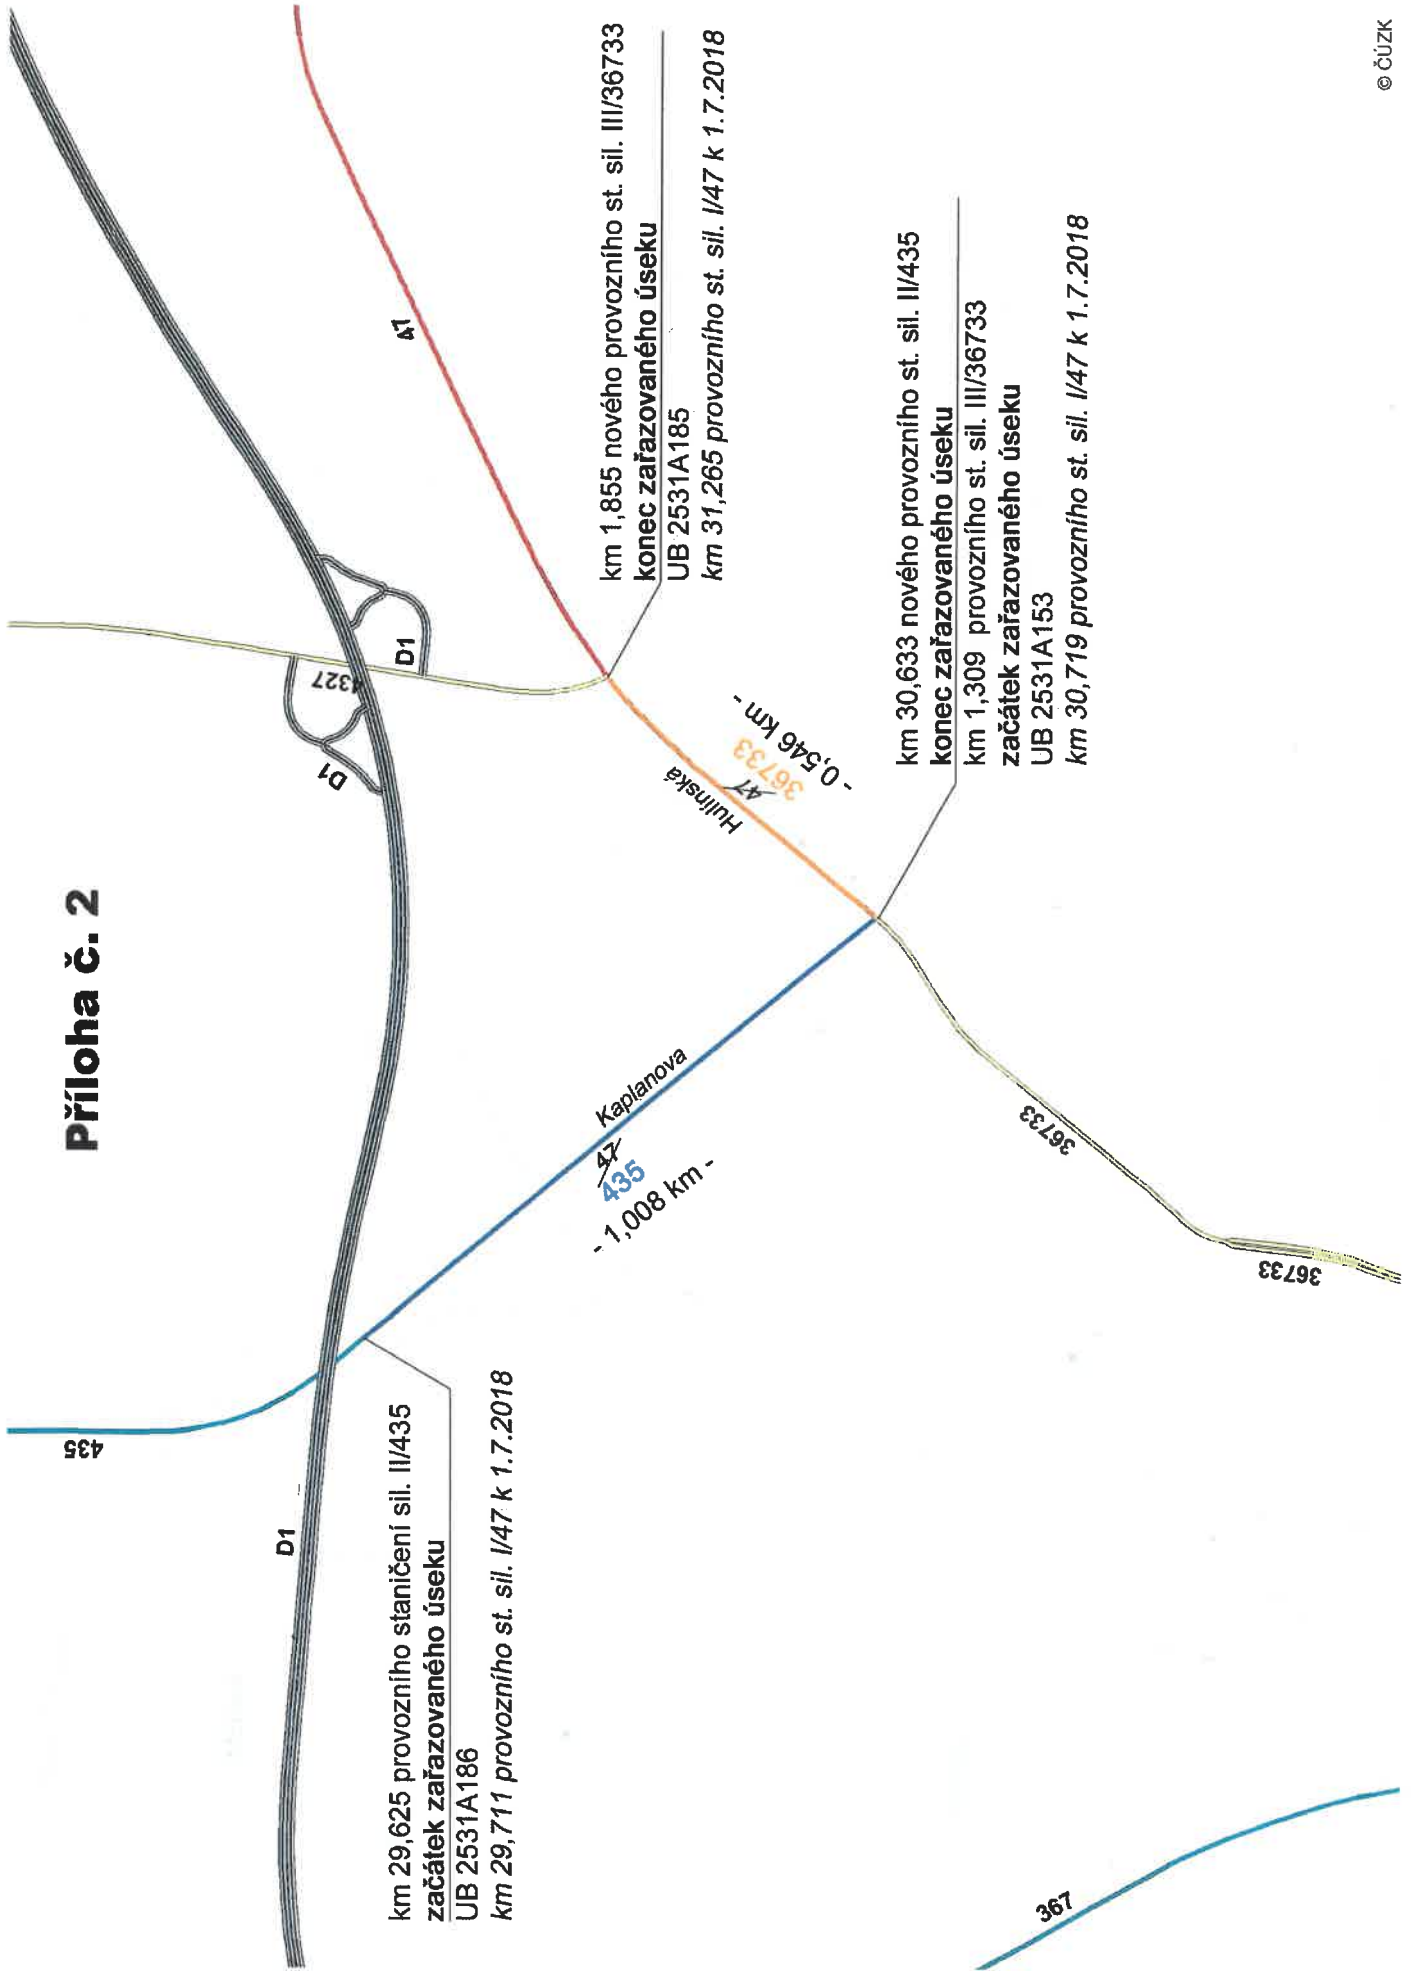 Příloha č. 2
435
D1
km 29,625 provozního staničení sil. II/435
začátek zařazovaného úseku
UB 2531A186
km 29,711 provozního st. sil. I/47 k 1.7.2018
4327
D1
D1
47
Kaplanova
47
435
- 1,008 km -
Hulínská
47
36733
- 0,546 km -
km 1,855 nového provozního st. sil. III/36733
konec zařazovaného úseku
UB 2531A185
km 31,265 provozního st. sil. I/47 k 1.7.2018
km 30,633 nového provozního st. sil. II/435
konec zařazovaného úseku
km 1,309 provozního st. sil. III/36733
začátek zařazovaného úseku
UB 2531A153
km 30,719 provozního st. sil. I/47 k 1.7.2018
36733
36733
367
© ČÚZK